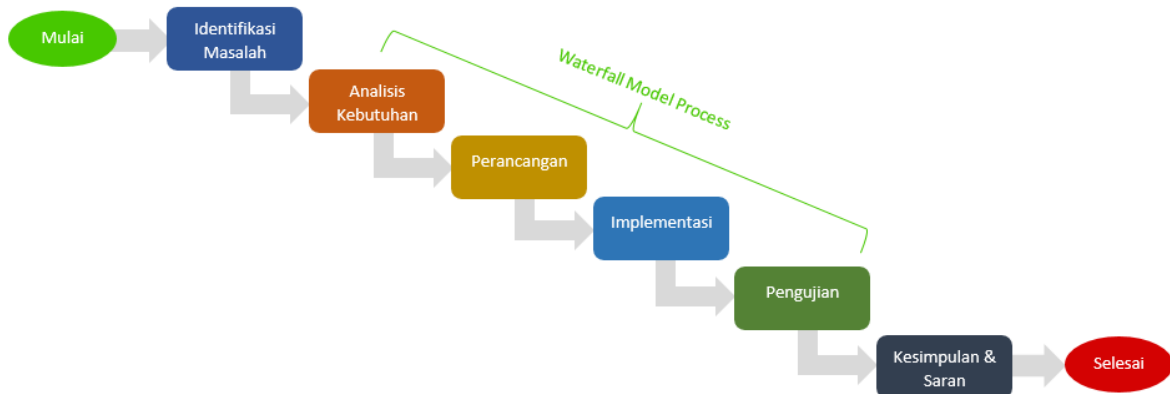 Mulai
Identifikasi
Masalah
Analisis
Kebutuhan
Waterfall Model Process
Perancangan
Implementasi
Pengujian
Kesimpulan &
Saran
Selesai